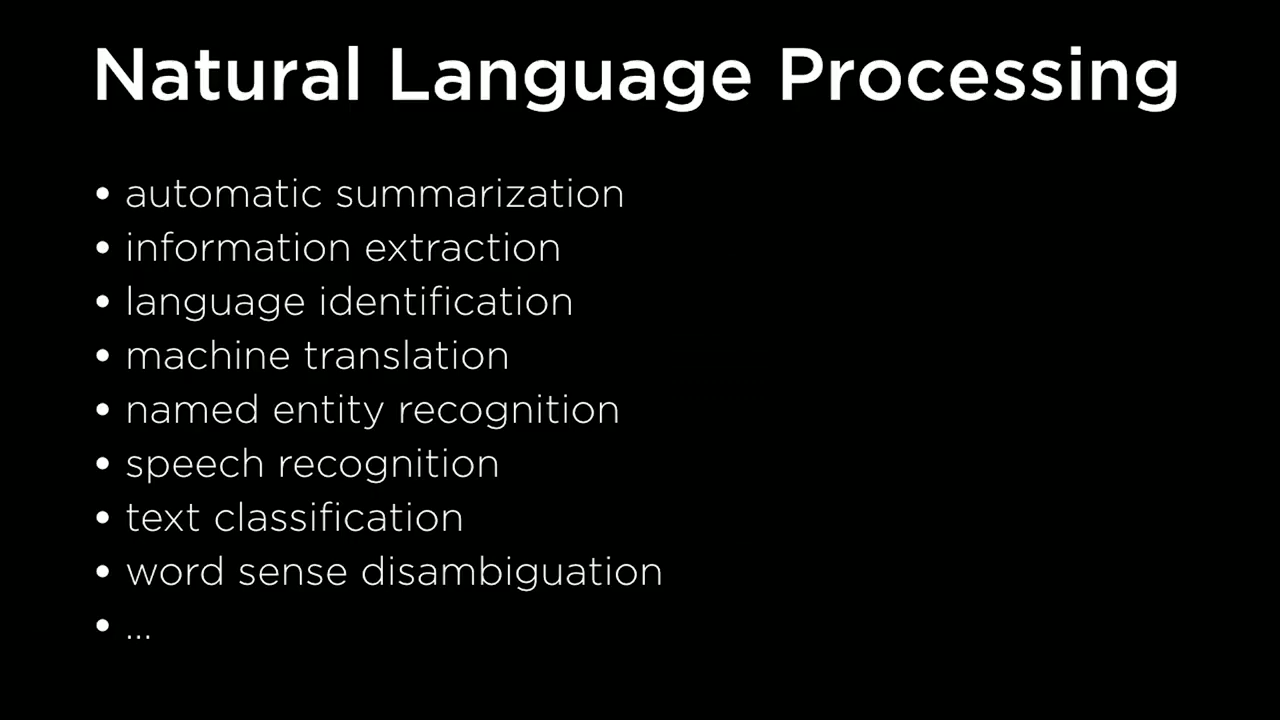 Natural Language Processing
• automatic summarization
• information extraction
• language identification
• machine translation
• named entity recognition
• speech recognition
• text classification
• word sense disambiguation
• ...